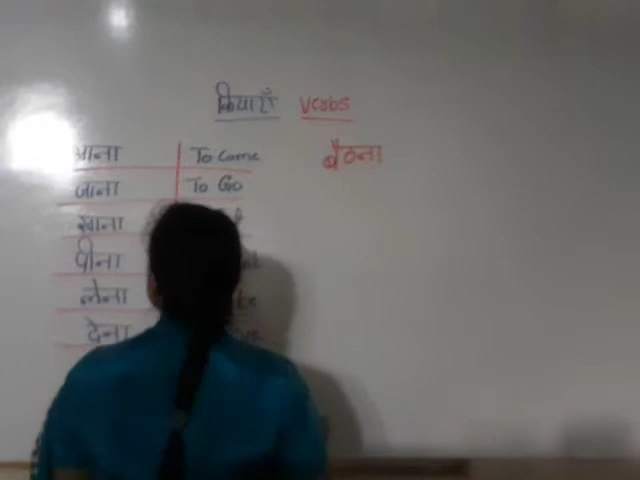 क्रियाएँ verbs
आना To come बैठना
जाना To Go
खाना
पीना
लेना
देना